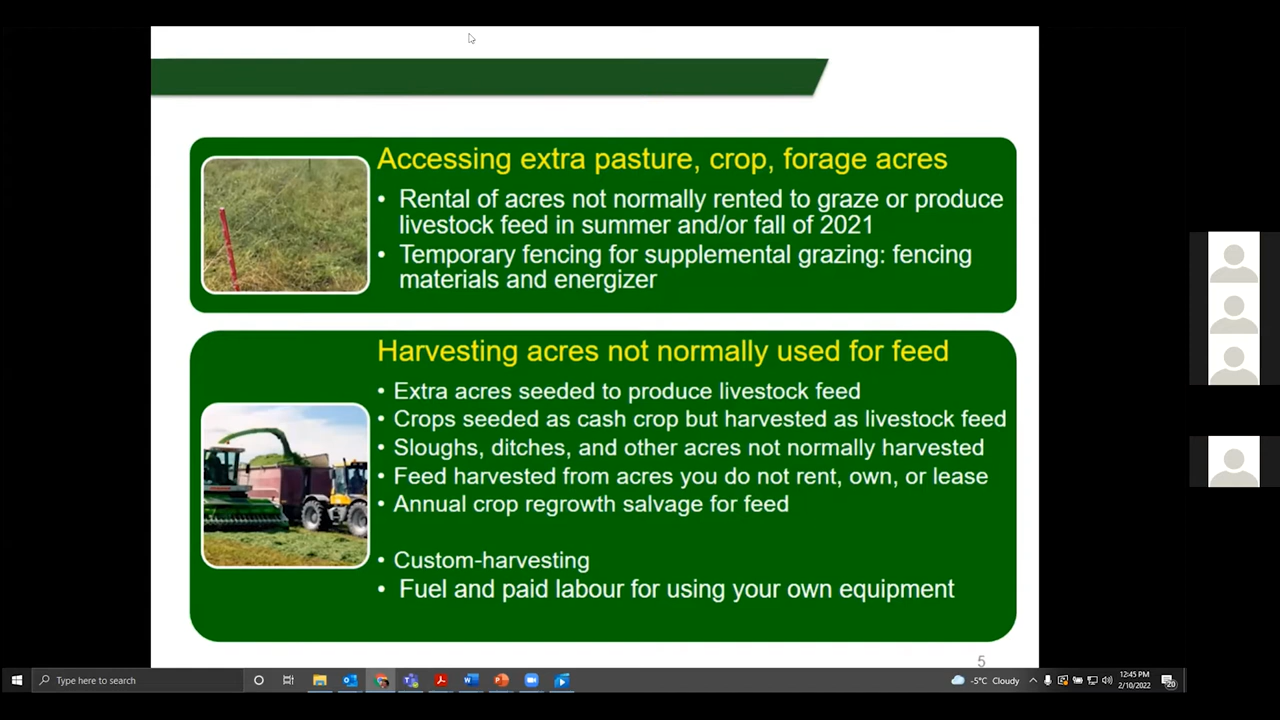 Accessing extra pasture, crop, forage acres
• Rental of acres not normally rented to graze or produce
livestock feed in summer and/or fall of 2021
• Temporary fencing for supplemental grazing: fencing
materials and energizer
Harvesting acres not normally used for feed
• Extra acres seeded to produce livestock feed
• Crops seeded as cash crop but harvested as livestock feed
• Sloughs, ditches, and other acres not normally harvested
• Feed harvested from acres you do not rent, own, or lease
• Annual crop regrowth salvage for feed
• Custom-harvesting
• Fuel and paid labour for using your own equipment
5
Type here to search
-5°C Cloudy
12:45 PM
2/10/2022
20